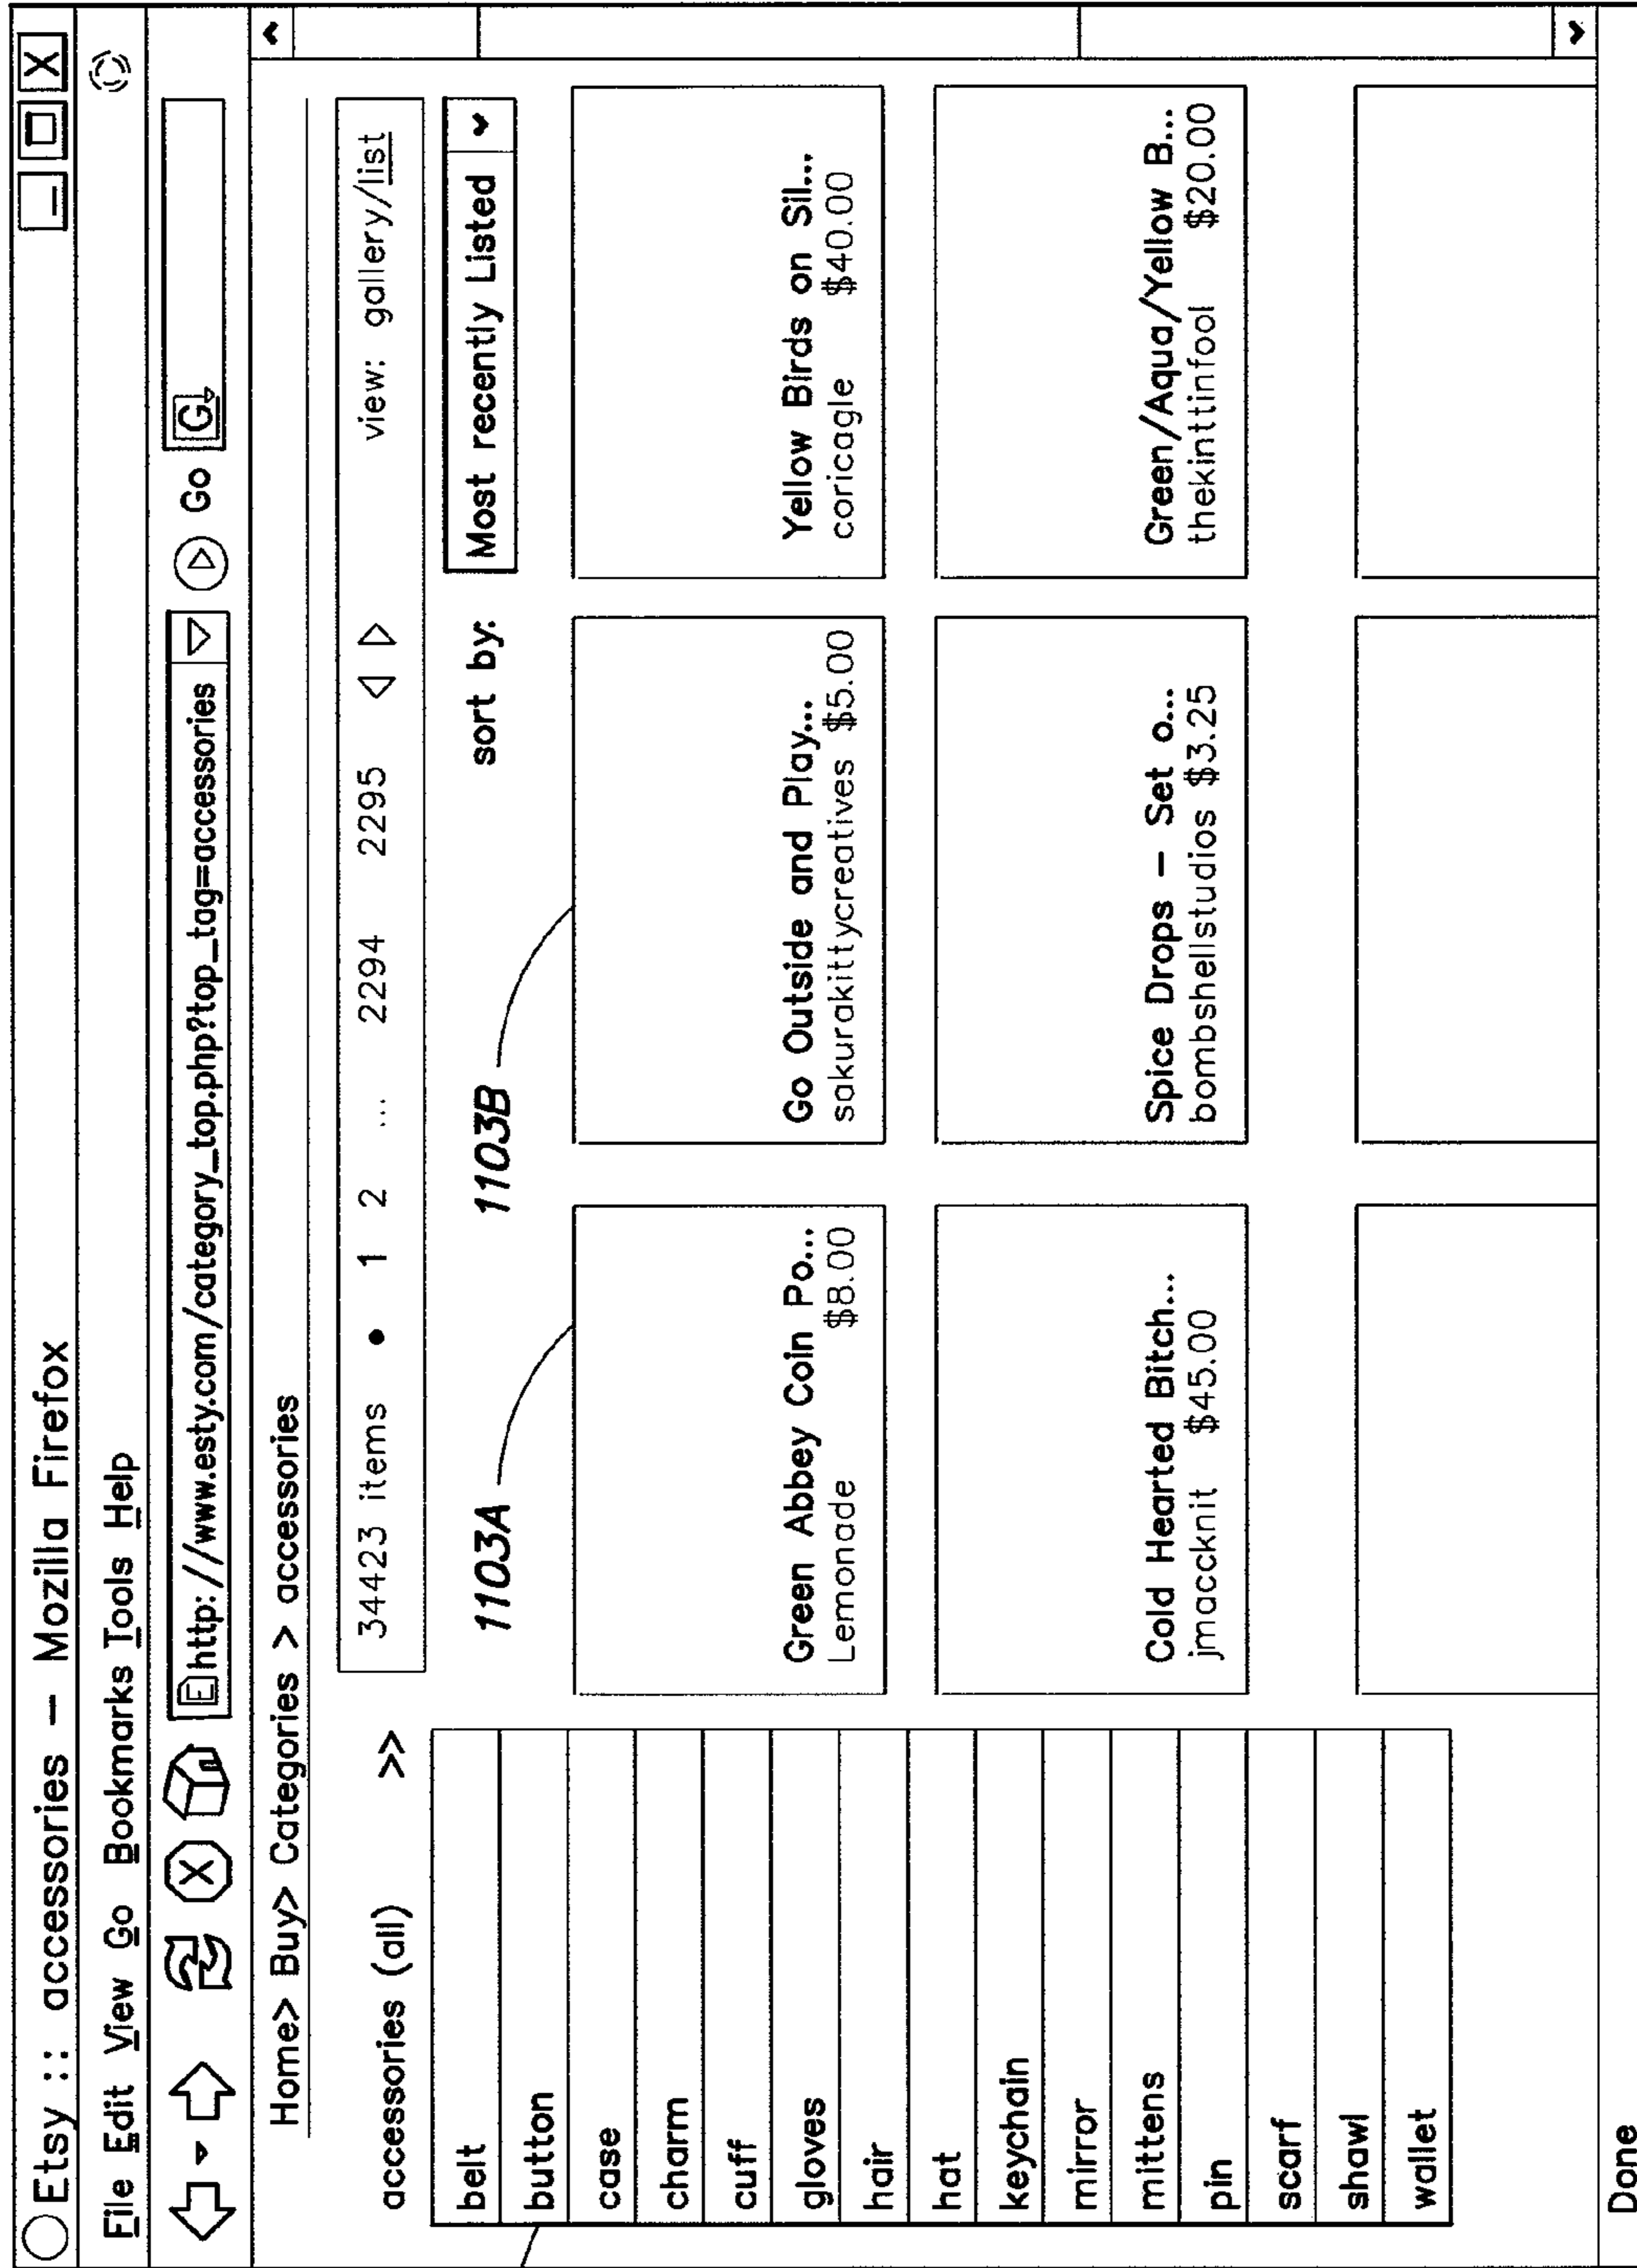 Etsy :: accessories — Mozilla Firefox
File Edit View Go Bookmarks Tools Help
http: //www.esty.com/category_top.php?top_tag=accessories Go G
Home> Buy> Categories > accessories
accessories (all) >>
34423 items • 1 2 ... 2294 2295 view: gallery/list
1103A 1103B sort by: Most recently Listed
belt
button
case
charm
cuff
gloves
hair
hat
keychain
mirror
mittens
pin
scarf
shawl
wallet
Green Abbey Coin Po...
Lemonade $8.00
Go Outside and Play...
sakurakittycreatives $5.00
Yellow Birds on Sil...
coricagle $40.00
Cold Hearted Bitch...
jmaccknit $45.00
Spice Drops — Set o...
bombshellstudios $3.25
Green/Aqua/Yellow B...
thekinttinfool $20.00
Done